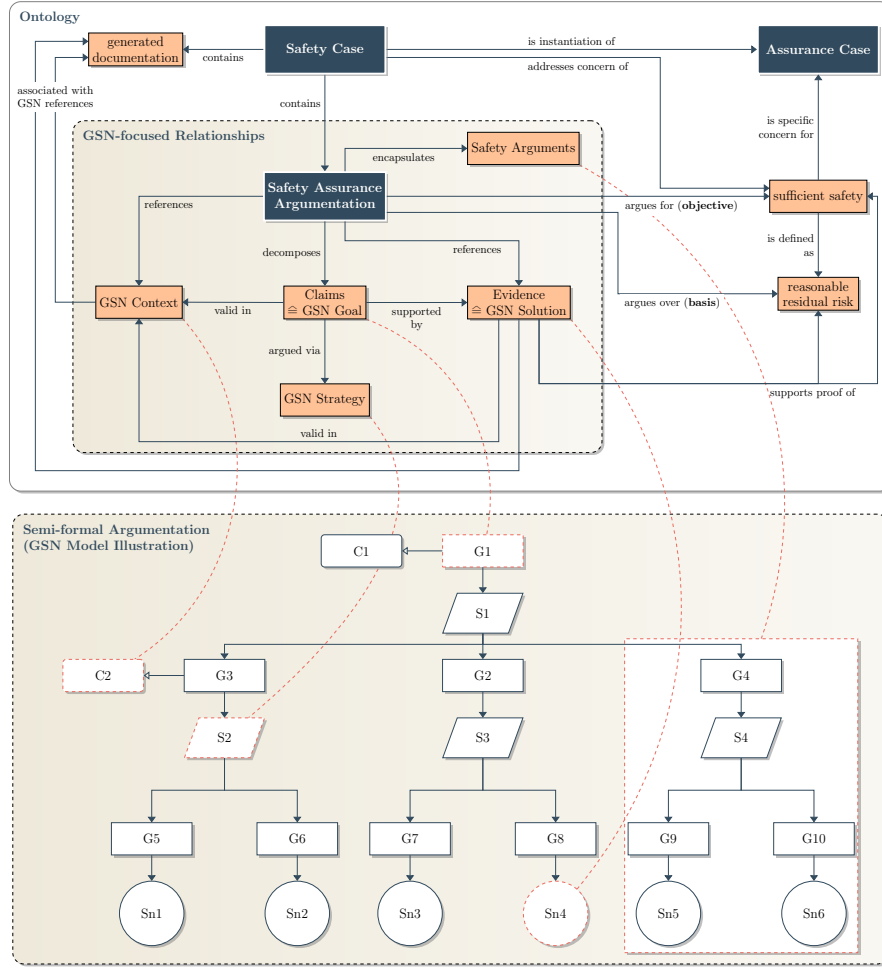 Ontology
generated
documentation
contains
Safety Case
is instantiation of
addresses concern of
Assurance Case
associated with
GSN references
contains
is specific
concern for
GSN-focused Relationships
encapsulates
Safety Arguments
references
Safety Assurance
Argumentation
argues for (objective)
sufficient safety
decomposes
references
is defined
as
GSN Context
valid in
Claims
≙ GSN Goal
supported
by
Evidence
≙ GSN Solution
argues over (basis)
reasonable
residual risk
argued via
GSN Strategy
supports proof of
valid in
Semi-formal Argumentation
(GSN Model Illustration)
C1
G1
S1
C2
G3
G2
G4
S2
S3
S4
G5
G6
G7
G8
G9
G10
Sn1
Sn2
Sn3
Sn4
Sn5
Sn6